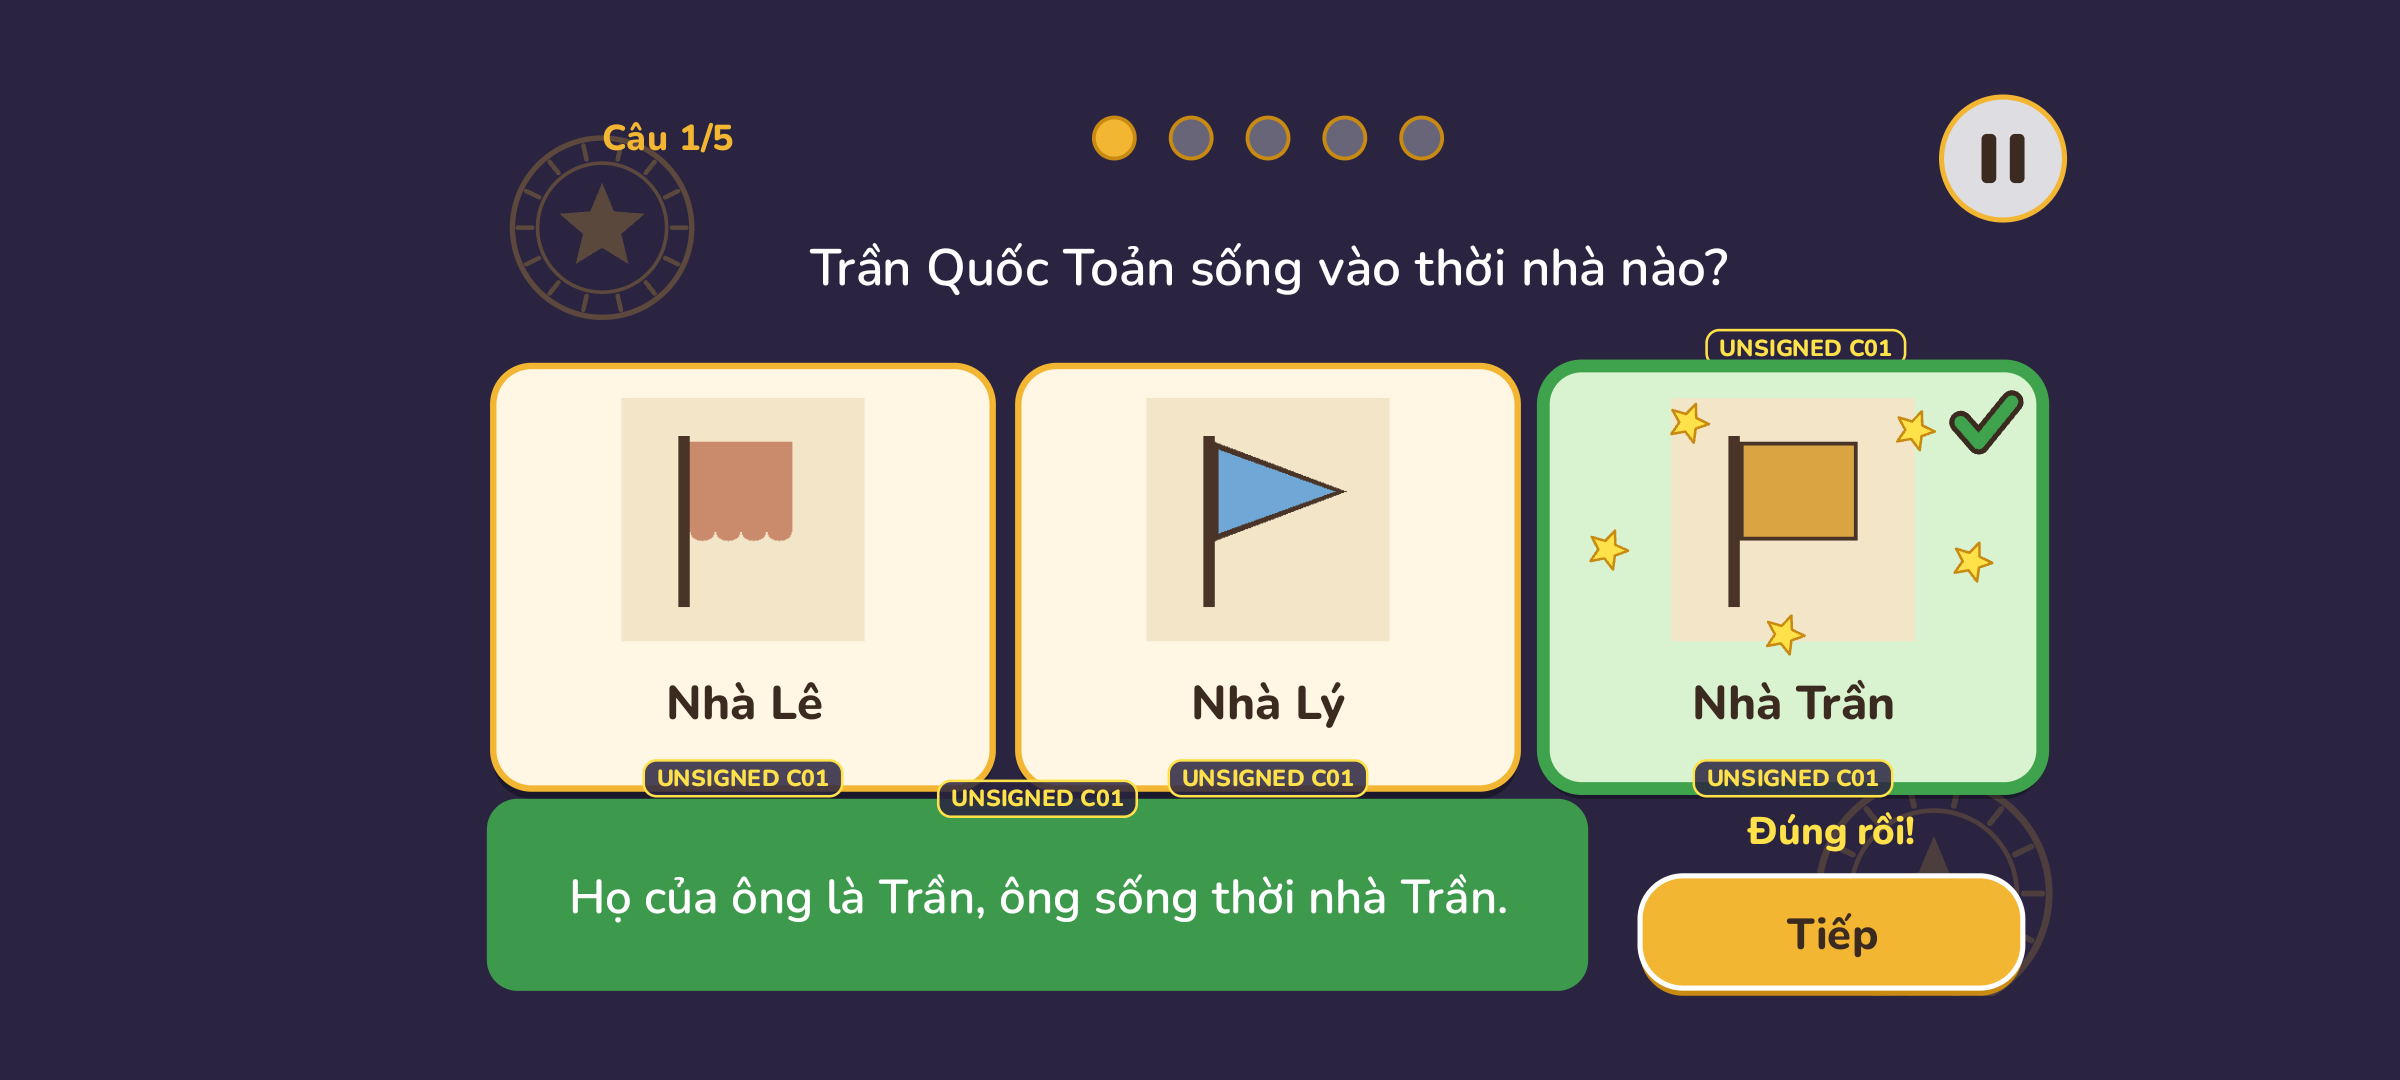 Câu 1/5
Trần Quốc Toản sống vào thời nhà nào?
UNSIGNED C01
Nhà Lê
Nhà Lý
Nhà Trần
UNSIGNED C01
UNSIGNED C01
UNSIGNED C01
UNSIGNED C01
Đúng rồi!
Họ của ông là Trần, ông sống thời nhà Trần.
Tiếp